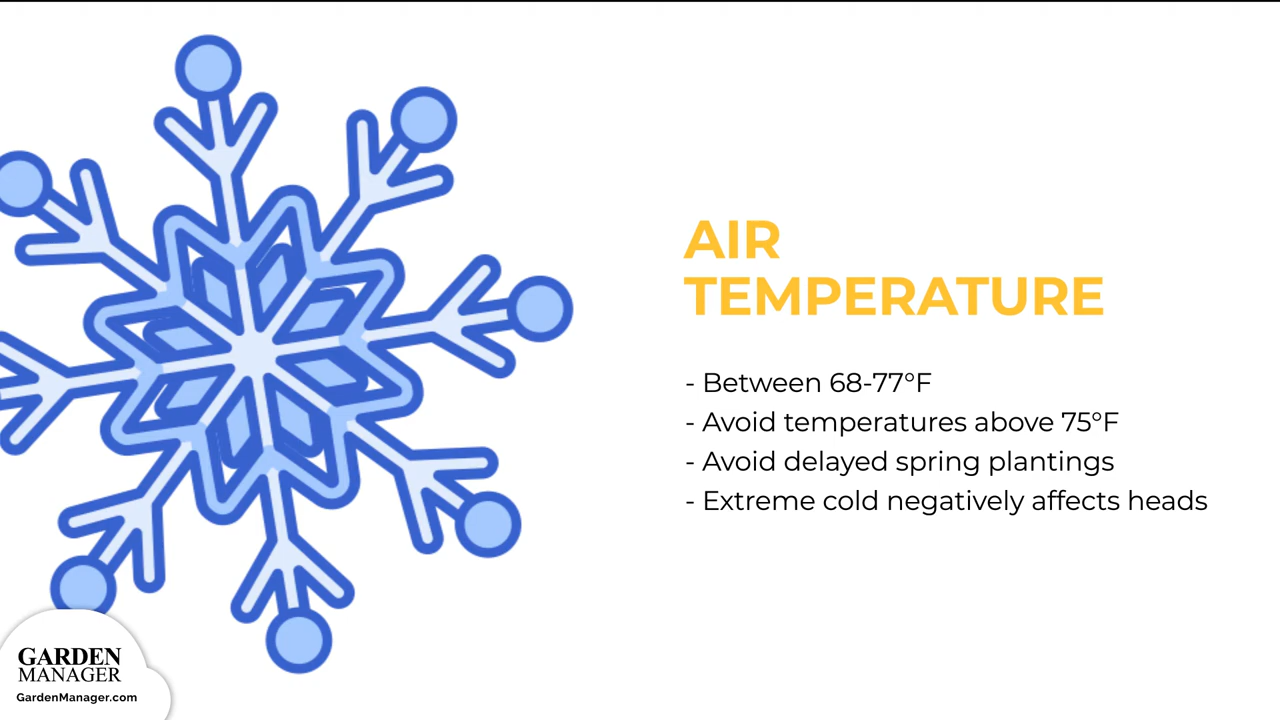 AIR
TEMPERATURE
- Between 68-77°F
- Avoid temperatures above 75°F
- Avoid delayed spring plantings
- Extreme cold negatively affects heads
GARDEN
MANAGER
GardenManager.com